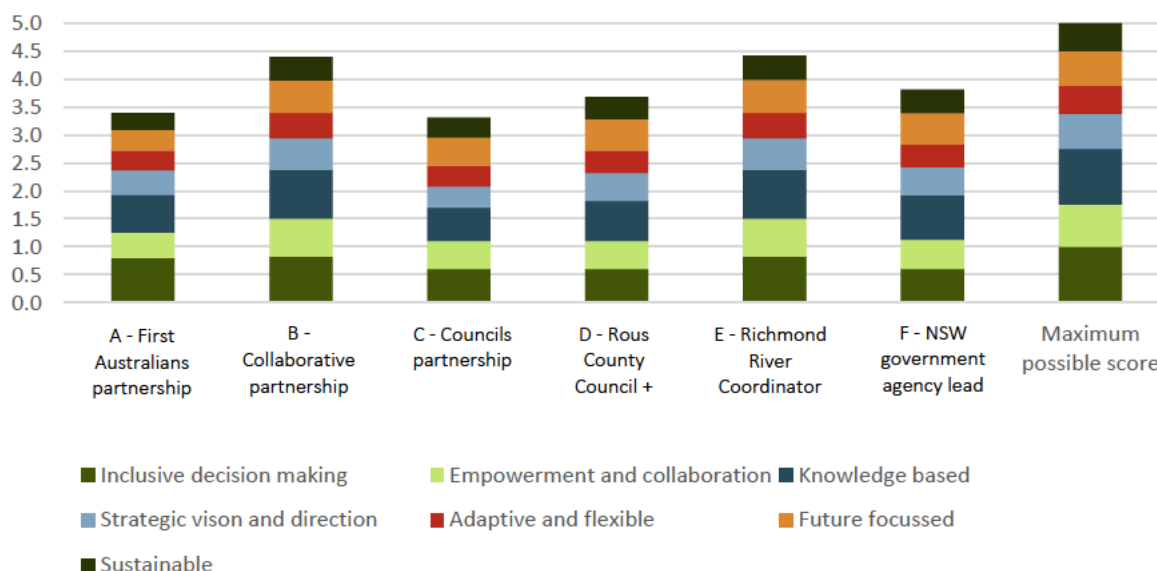 5.0
4.5
4.0
3.5
3.0
2.5
2.0
1.5
1.0
0.5
0.0
A - First
Australians
partnership
B -
Collaborative
partnership
C - Councils
partnership
D - Rous
County
Council +
E - Richmond
River
Coordinator
F - NSW
government
agency lead
Maximum
possible score
Inclusive decision making
Empowerment and collaboration
Knowledge based
Strategic vison and direction
Adaptive and flexible
Future focussed
Sustainable